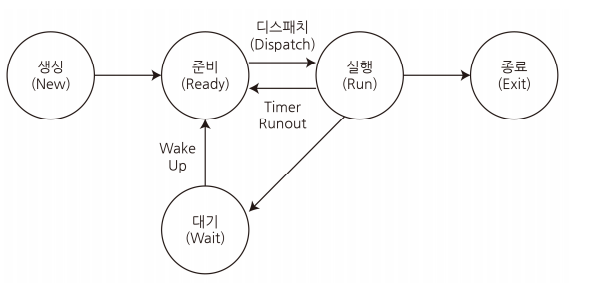 생성
(New)
준비
(Ready)
디스패치
(Dispatch)
실행
(Run)
종료
(Exit)
Timer
Runout
Wake
Up
대기
(Wait)